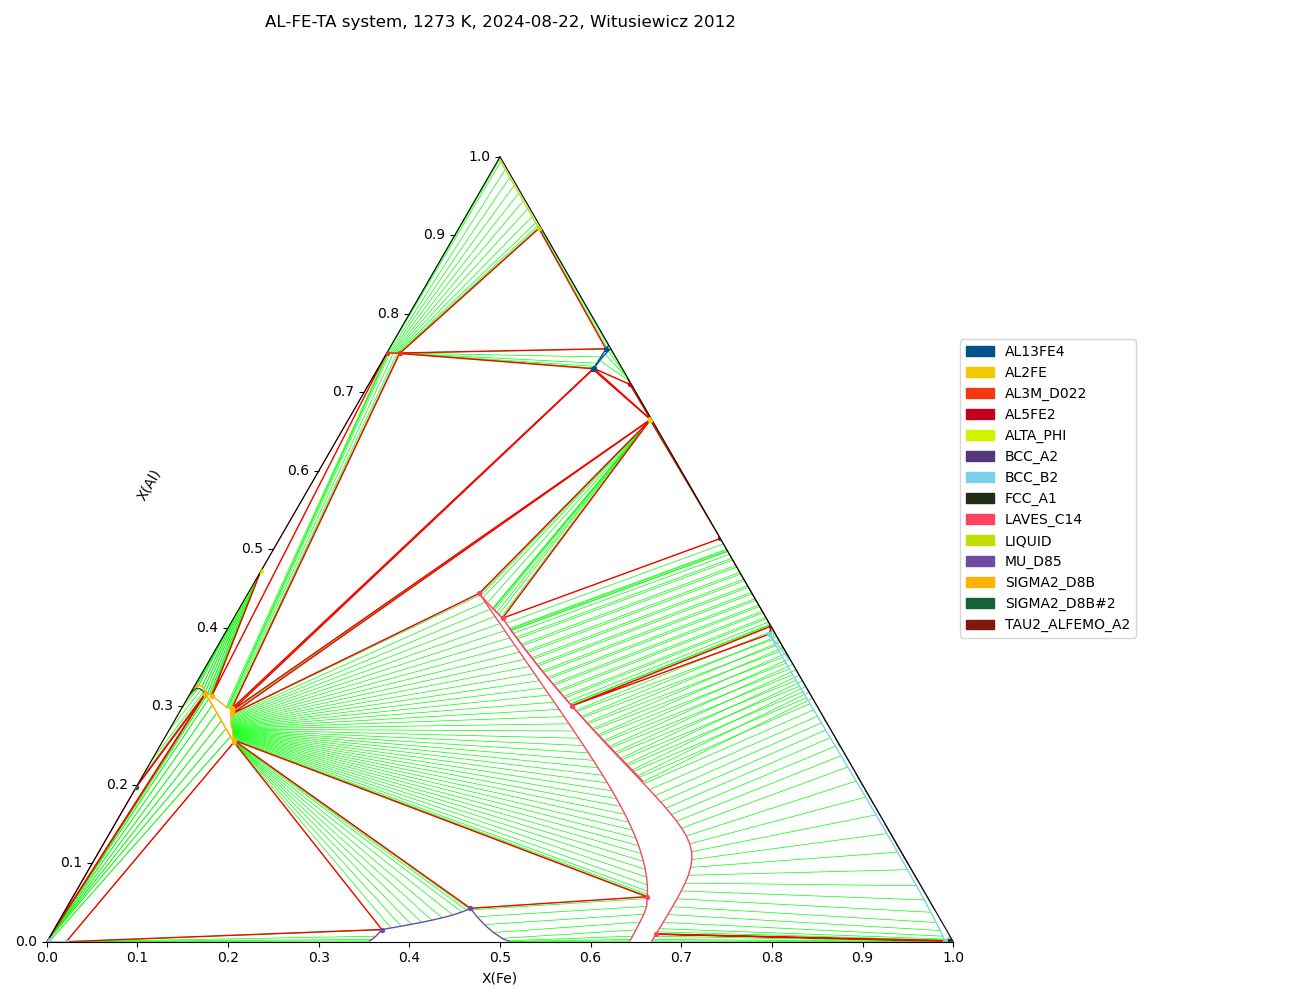 AL-FE-TA system, 1273 K, 2024-08-22, Witusiewicz 2012
1.0
0.9
0.8
0.7
0.6
0.5
0.4
0.3
0.2
0.1
0.0
X(Al)
0.0 0.1 0.2 0.3 0.4 0.5 0.6 0.7 0.8 0.9 1.0
X(Fe)
AL13FE4
AL2FE
AL3M_D022
AL5FE2
ALTA_PHI
BCC_A2
BCC_B2
FCC_A1
LAVES_C14
LIQUID
MU_D85
SIGMA2_D8B
SIGMA2_D8B#2
TAU2_ALFEMO_A2